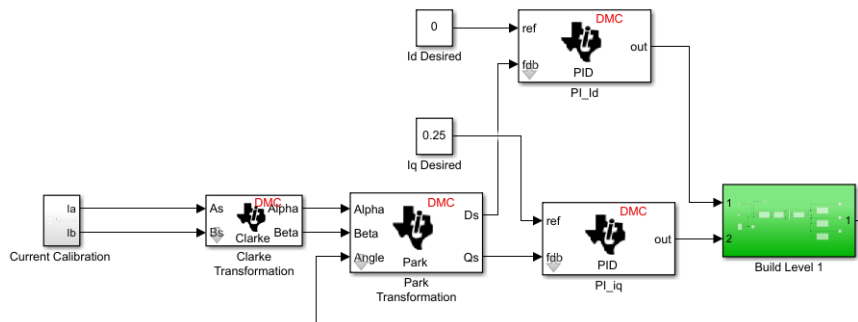 0
Id Desired
ref
DMC
out
fdb
PID
PI_Id
0.25
Iq Desired
Ia
Ib
Current Calibration
As
DMC
Alpha
Bs
Clarke
Beta
Clarke
Transformation
Alpha
DMC
Ds
Beta
Angle
Park
Qs
Park
Transformation
ref
DMC
out
fdb
PID
PI_iq
1
2
1
Build Level 1